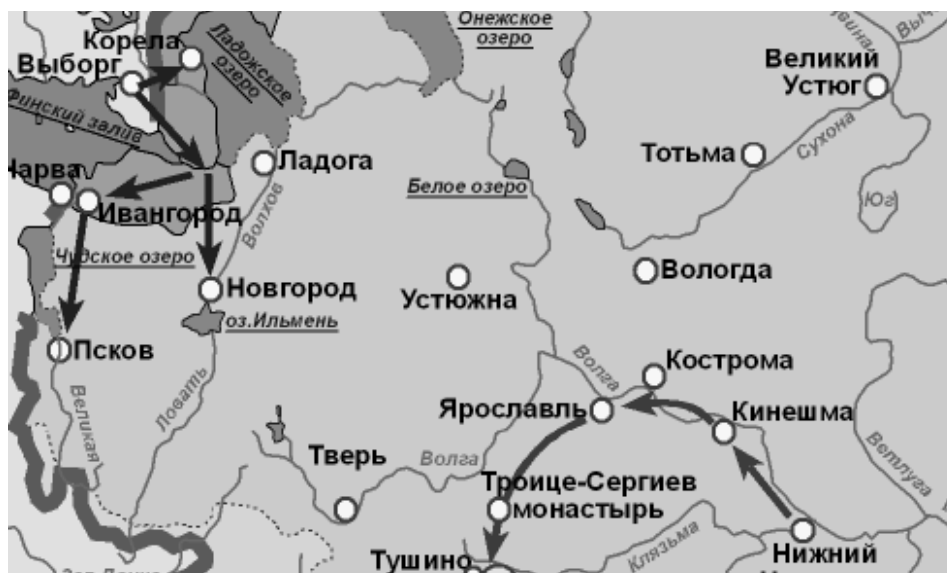 Онежское
озеро
Корела
Ладожское
озеро
Выборг
Великий
Устюг
Финский залив
Сухона
Тотьма
Ладога
Белое озеро
Юг
Ивангород
Волхов
Чудское озеро
Вологда
Новгород
Устюжна
оз.Ильмень
Псков
Волга
Кострома
Великая
Ловать
Ярославль
Кинешма
Ветлуга
Тверь
Волга
Троице-Сергиев
монастырь
Клязьма
Тушино
Нижний